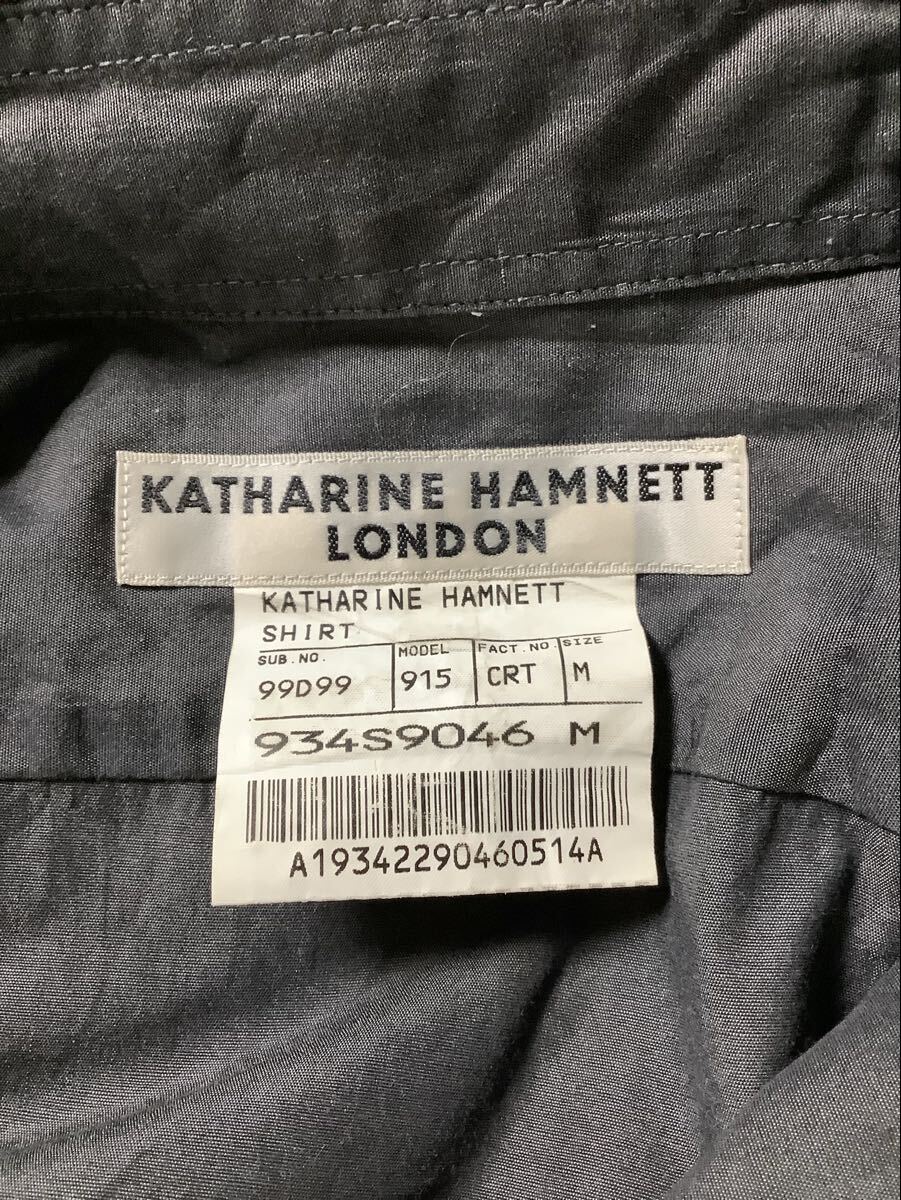 KATHARINE HAMNETT
LONDON
KATHARINE HAMNETT
SHIRT
SUB.NO. MODEL FACT.NO. SIZE
99D99 915 CRT M
934S9046 M
A19342290460514A